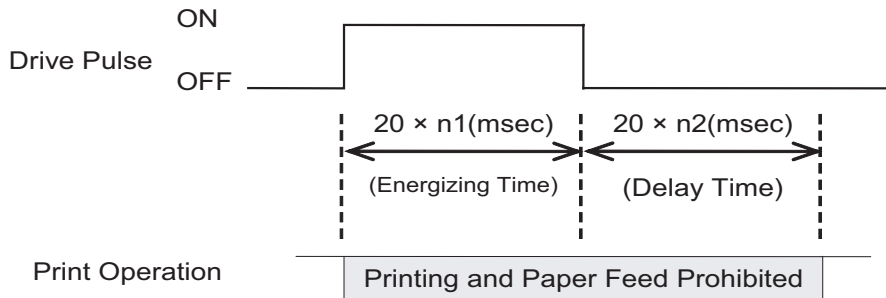 ON
Drive Pulse
OFF
20 × n1(msec)
20 × n2(msec)
(Energizing Time)
(Delay Time)
Print Operation
Printing and Paper Feed Prohibited